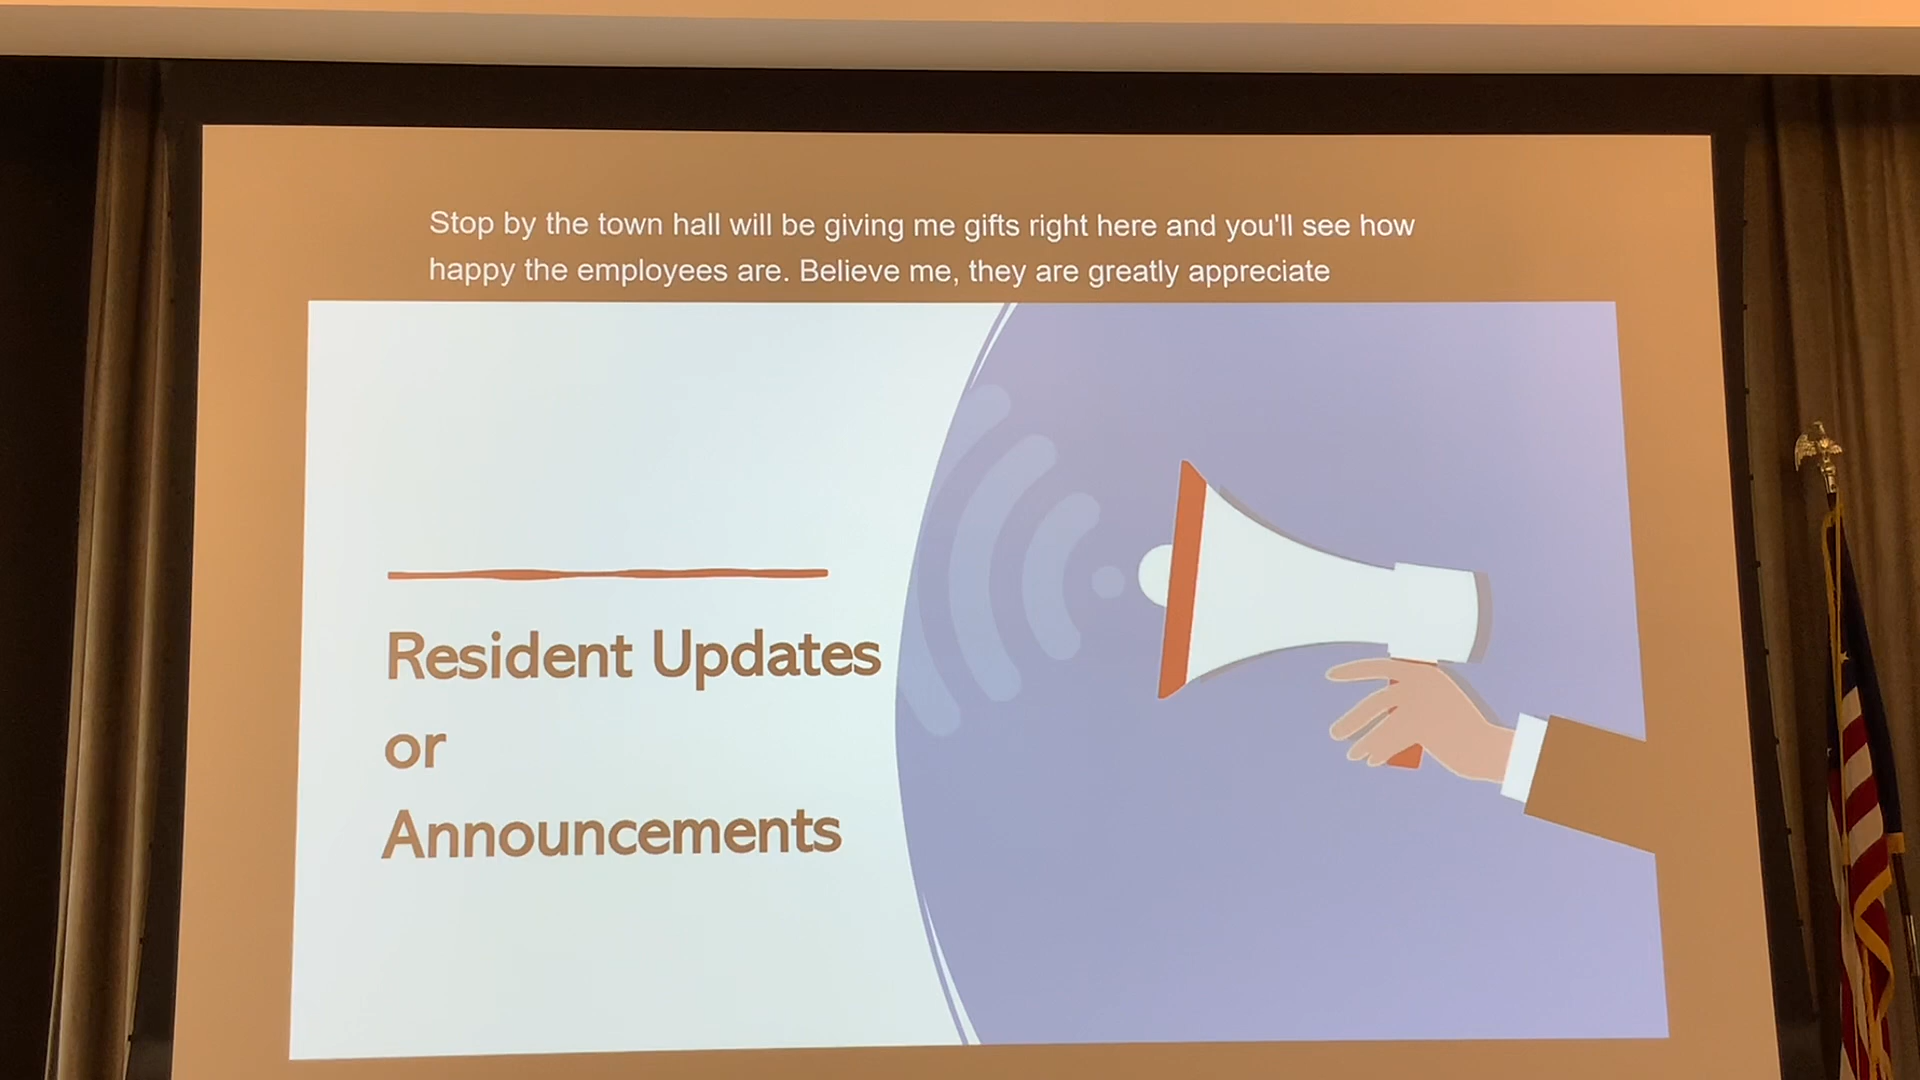 Stop by the town hall will be giving me gifts right here and you'll see how
happy the employees are. Believe me, they are greatly appreciate
Resident Updates
or
Announcements